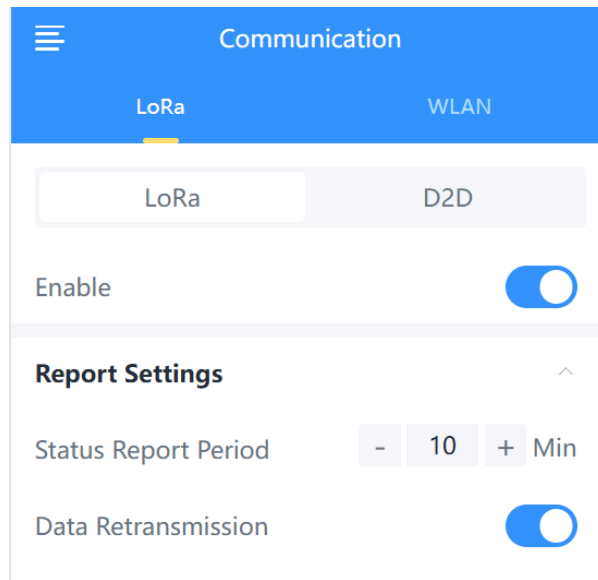 Communication
LoRa WLAN
LoRa D2D
Enable
Report Settings
Status Report Period - 10 + Min
Data Retransmission